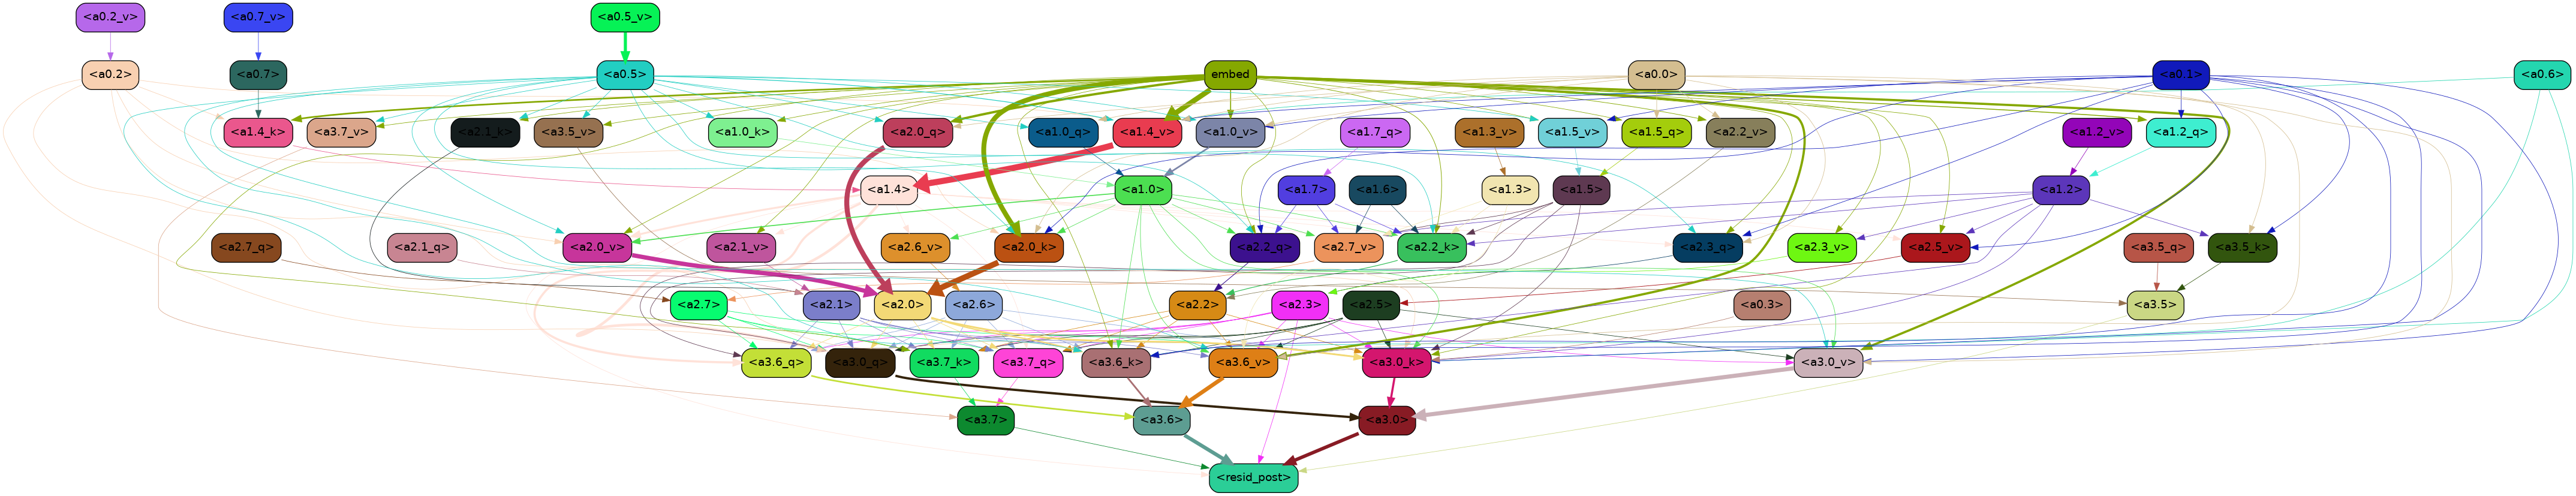 <a0.2_v> <a0.7_v> <a0.5_v>
<a0.2> <a0.7> <a0.5> embed <a0.0> <a0.1> <a0.6>
<a1.4_k> <a3.7_v> <a2.1_k> <a3.5_v> <a1.0_k> <a2.0_q> <a1.0_q> <a1.4_v> <a1.0_v> <a1.7_q> <a1.3_v> <a1.5_v> <a1.5_q> <a2.2_v> <a1.2_v> <a1.2_q>
<a1.4> <a1.0> <a1.7> <a1.6> <a1.3> <a1.5> <a1.2>
<a2.7_q> <a2.1_q> <a2.0_v> <a2.1_v> <a2.6_v> <a2.0_k> <a2.2_q> <a2.7_v> <a2.2_k> <a2.3_q> <a2.3_v> <a2.5_v> <a3.5_q> <a3.5_k>
<a2.7> <a2.1> <a2.0> <a2.6> <a2.2> <a2.3> <a2.5> <a0.3> <a3.5>
<a3.6_q> <a3.0_q> <a3.7_k> <a3.7_q> <a3.6_k> <a3.6_v> <a3.0_k> <a3.0_v>
<a3.7> <a3.6> <a3.0>
<resid_post>